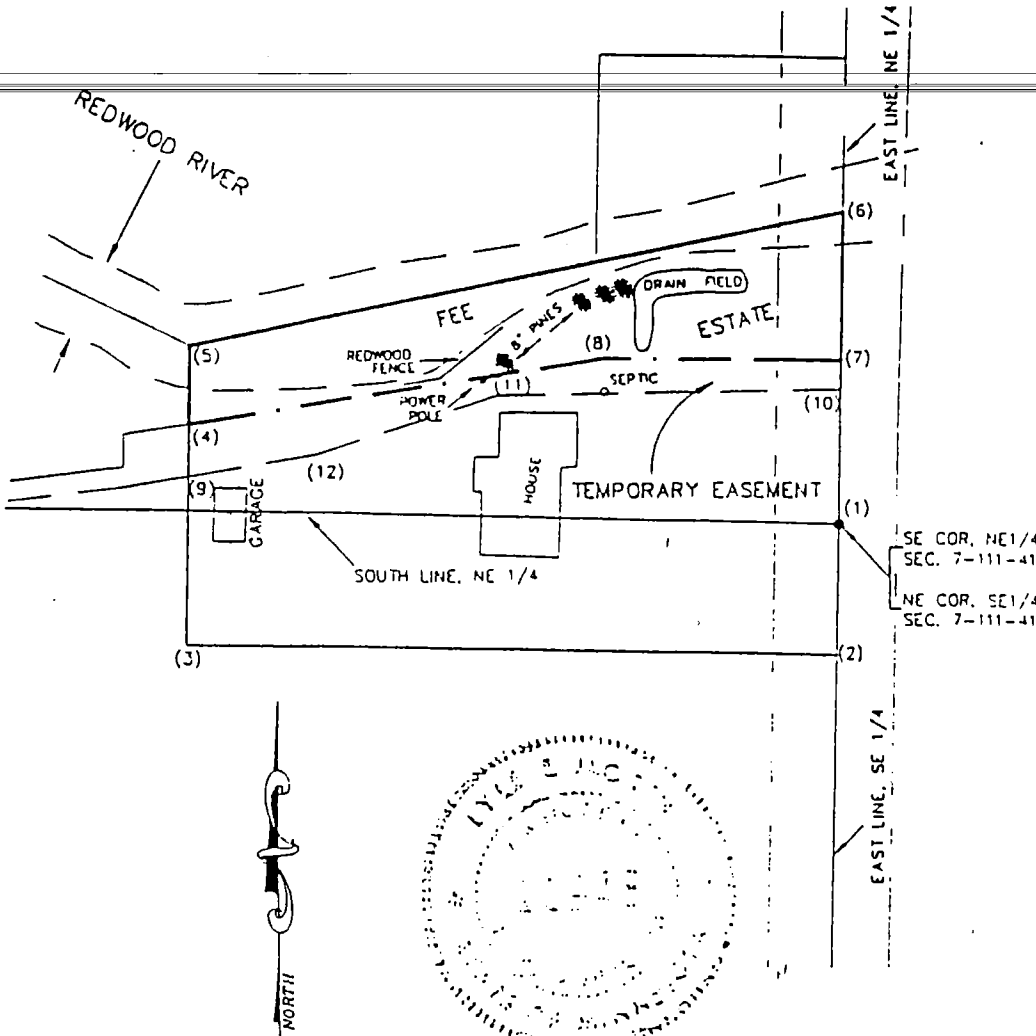 EAST LINE, NE 1/4
REDWOOD RIVER
(6)
DRAIN FIELD
FEE
ESTATE
8" PINES
(5)
REDWOOD
FENCE
(8)
(7)
SEPTIC
(11)
POWER
POLE
(10)
(4)
(12)
(9)
GARAGE
HOUSE
TEMPORARY EASEMENT
(1)
SE COR. NE1/4
SEC. 7-111-41
SOUTH LINE, NE 1/4
NE COR. SE1/4
SEC. 7-111-41
(3)
(2)
EAST LINE, SE 1/4
NORTH